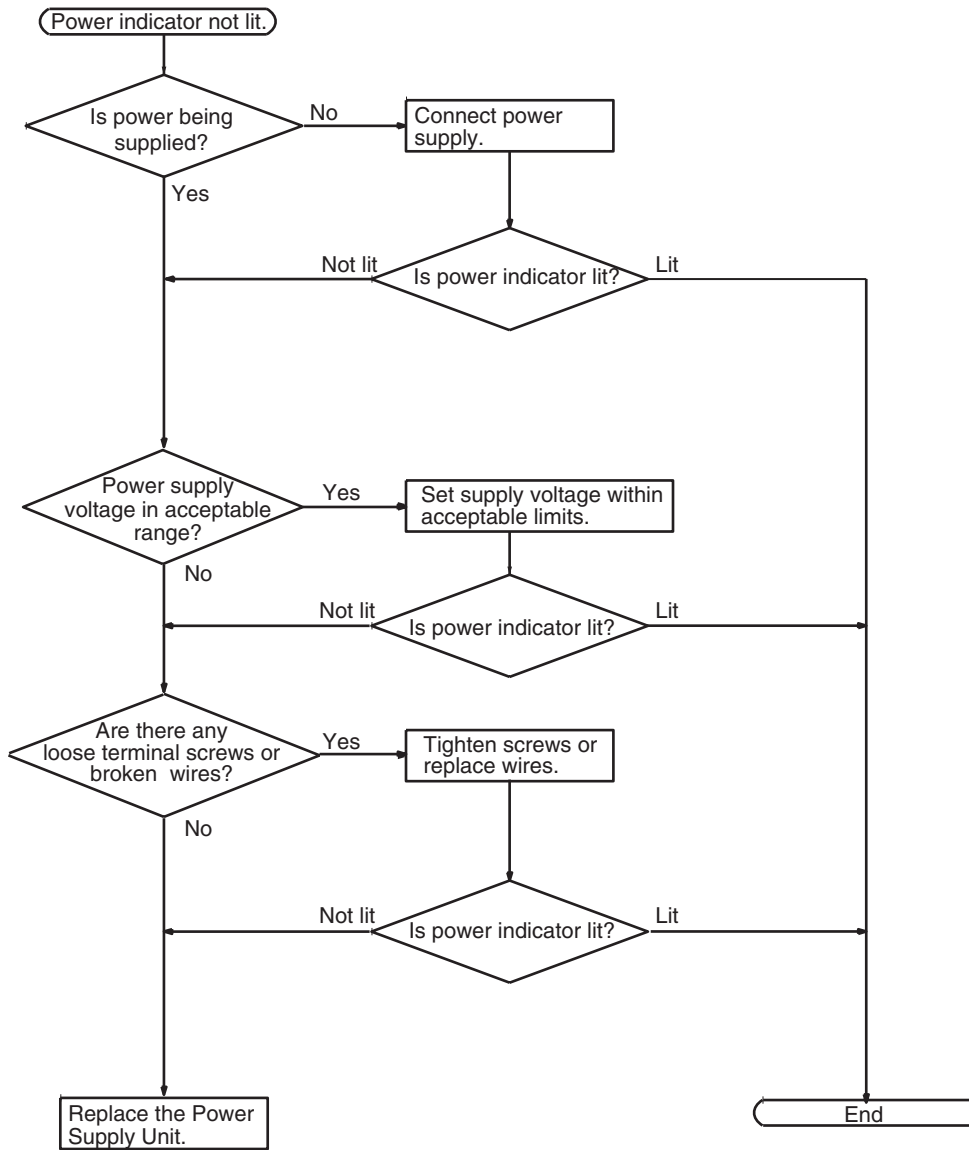 Power indicator not lit.
Is power being
supplied?
No
Connect power
supply.
Yes
Not lit
Is power indicator lit?
Lit
Power supply
voltage in acceptable
range?
Yes
Set supply voltage within
acceptable limits.
No
Not lit
Is power indicator lit?
Lit
Are there any
loose terminal screws or
broken wires?
Yes
Tighten screws or
replace wires.
No
Not lit
Is power indicator lit?
Lit
Replace the Power
Supply Unit.
End